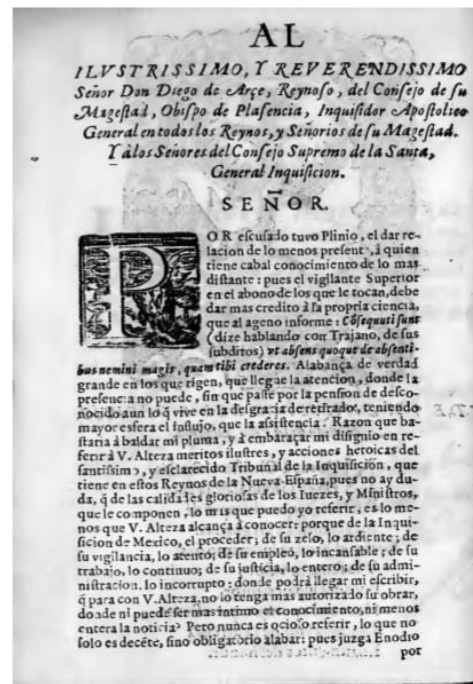 AL
ILVSTRISSIMO, Y REVERENDISSIMO
Señor Don Diego de Arçe, Reynoso, del Consejo de su
Magestad, Obispo de Plasencia, Inquisidor Apostolico
General en todos los Reynos, y Señorios de su Magestad.
Y à los Señores del Consejo Supremo de la Santa,
General Inquisicion.
SEÑOR.
POR escusado tuvo Plinio, el dar re-
lacion de lo menos present, à quien
tiene cabal conocimiento de lo mas
distante: pues el vigilante Superior
en el abono de los que le tocan, debe
dar mas credito à su propria ciencia,
que al ageno informe: Cõsequuti sunt
(dize hablando con Trajano, de sus
subditos) vt absens quoque de absenti-
bus nemini magis, quam tibi crederes. Alabança de verdad
grande en los que rigen, que llegue la atencion, donde la
presencia no puede, sin que passe por la pension de desco-
nocido aun lo q̃ vive en la desgracia de retirado, teniendo
mayor esfera el influjo, que la asistencia. Razon que bas-
taria à baldar mi pluma, y à embaraçar mi disignio en re-
ferir à V. Alteza meritos ilustres, y acciones heroicas del
santissimo, y esclarecido Tribunal de la Inquisicion, que
tiene en estos Reynos de la Nueva-España, pues no ay du-
da, q̃ de las calidades gloriosas de los Iuezes, y Ministros,
que le componen, lo mas que puedo yo referir, es lo me-
nos que V. Alteza alcança à conocer: porque de la Inqui-
sicion de Mexico, el proceder; de su zelo, lo ardiente; de
su vigilancia, lo atento; de su empleo, lo incansable; de su
trabajo, lo continuo; de su justicia, lo entero; de su admi-
nistracion, lo incorrupto: donde podrà llegar mi escribir,
q̃ para con V. Alteza, no lo tenga mas autorizado su obrar,
donde ni puede ser mas intimo el conocimiento, ni menos
entera la noticia? Pero nunca es ocioso referir, lo que no
solo es decẽte, sino obligatorio alabar: pues juzga Enodio
por